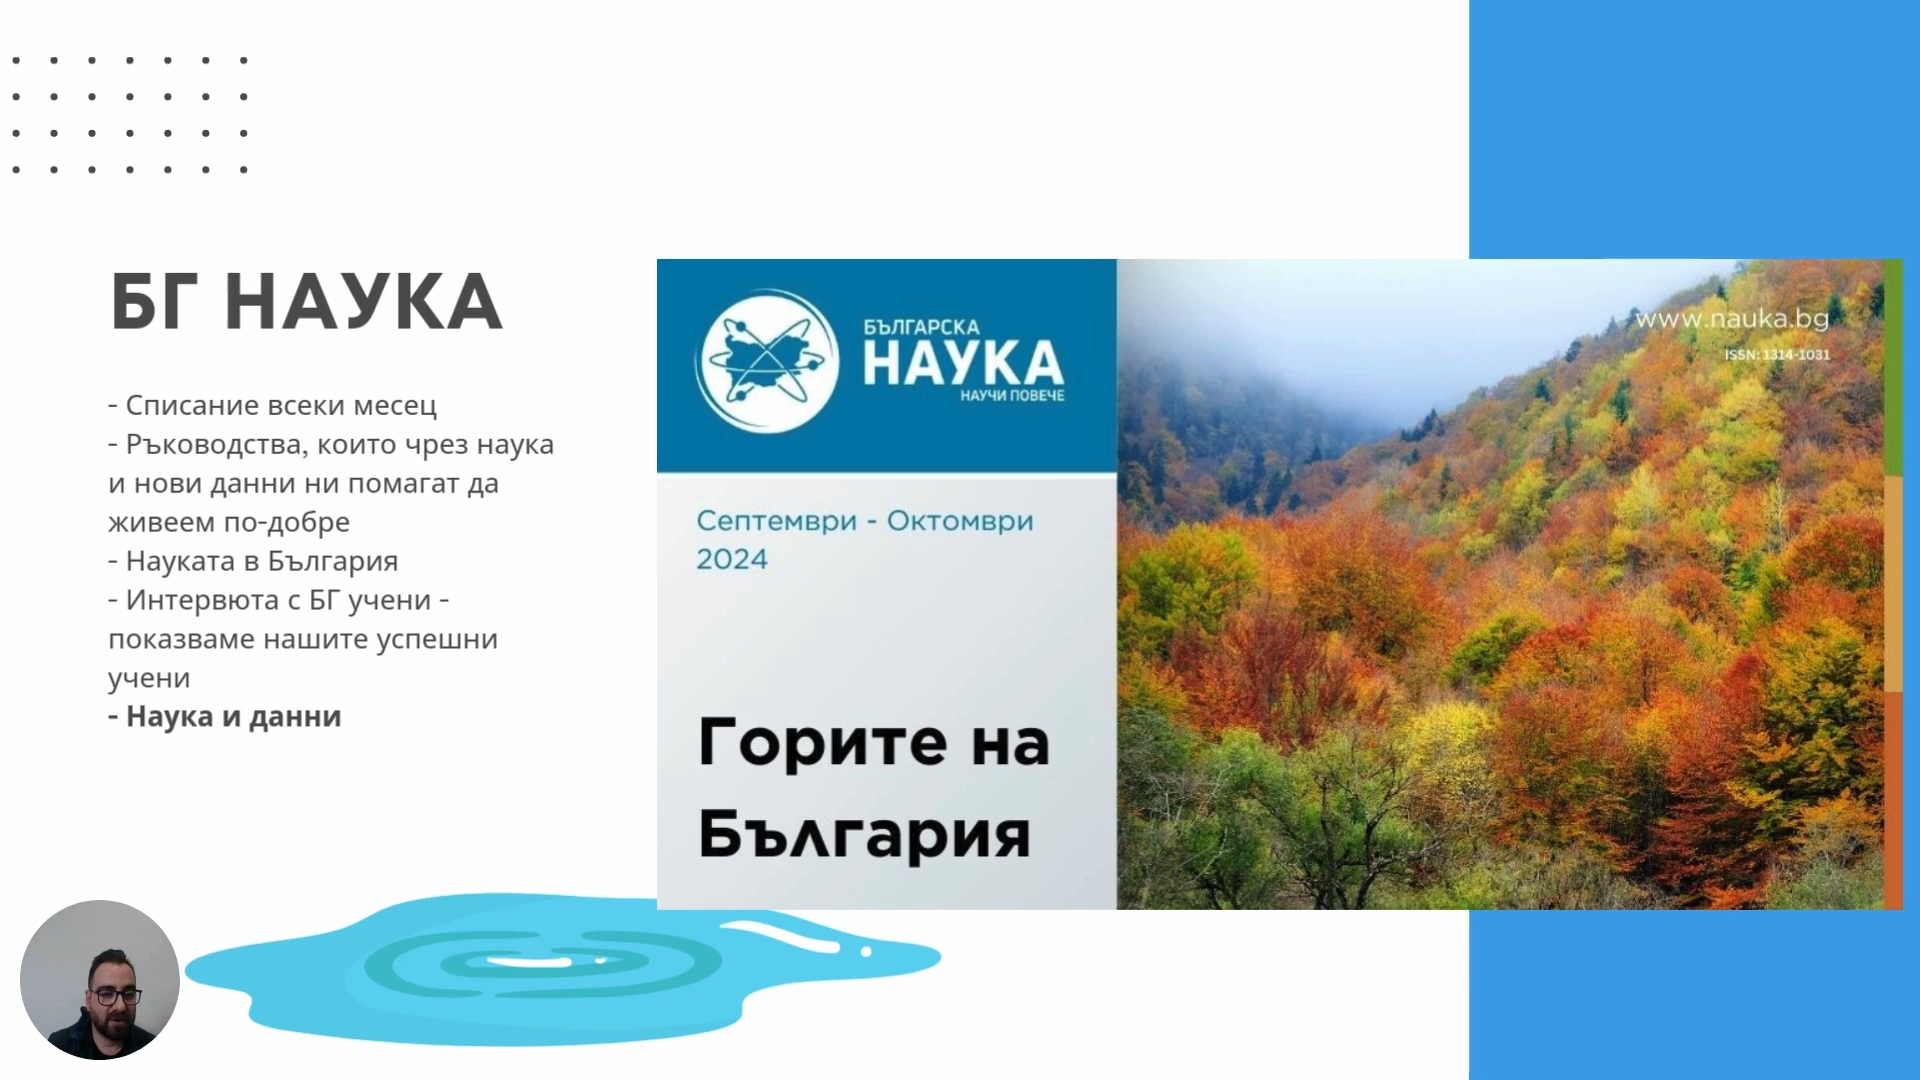 БГ НАУКА
- Списание всеки месец
- Ръководства, които чрез наука
и нови данни ни помагат да
живеем по-добре
- Науката в България
- Интервюта с БГ учени -
показваме нашите успешни
учени
- Наука и данни
БЪЛГАРСКА
НАУКА
НАУЧИ ПОВЕЧЕ
Септември - Октомври
2024
Горите на
България
www.nauka.bg
ISSN: 1314-1031